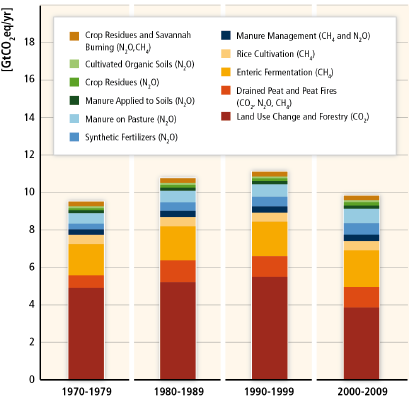 [GtCO2eq/yr]
18
16
14
12
10
8
6
4
2
0
Crop Residues and Savannah
Burning (N2O,CH4)
Cultivated Organic Soils (N2O)
Crop Residues (N2O)
Manure Applied to Soils (N2O)
Manure on Pasture (N2O)
Synthetic Fertilizers (N2O)
Manure Management (CH4 and N2O)
Rice Cultivation (CH4)
Enteric Fermentation (CH4)
Drained Peat and Peat Fires
(CO2, N2O, CH4)
Land Use Change and Forestry (CO2)
1970-1979 1980-1989 1990-1999 2000-2009